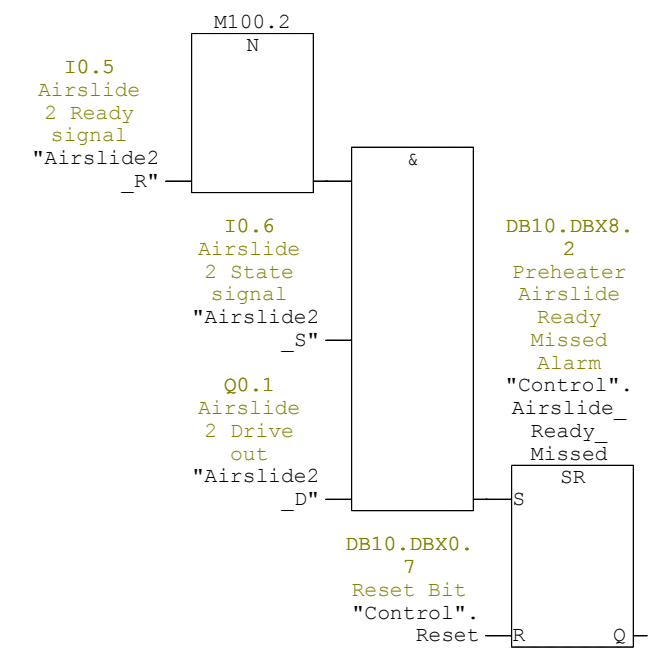 M100.2
N
I0.5
Airslide
2 Ready
signal
"Airslide2
_R"
&
I0.6
Airslide
2 State
signal
"Airslide2
_S"
Q0.1
Airslide
2 Drive
out
"Airslide2
_D"
DB10.DBX8.
2
Preheater
Airslide
Ready
Missed
Alarm
"Control".
Airslide_
Ready_
Missed
SR
S
DB10.DBX0.
7
Reset Bit
"Control".
Reset
R
Q